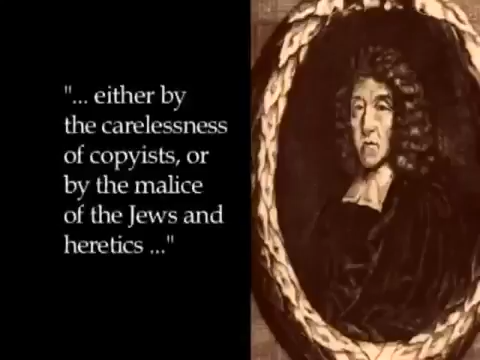 "... either by
the carelessness
of copyists, or
by the malice
of the Jews and
heretics ..."